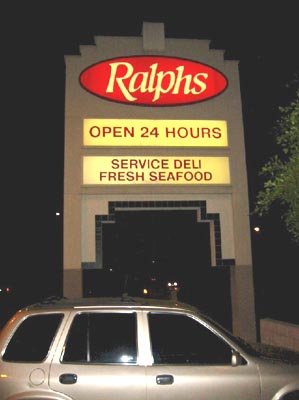 Ralphs
OPEN 24 HOURS
SERVICE DELI
FRESH SEAFOOD